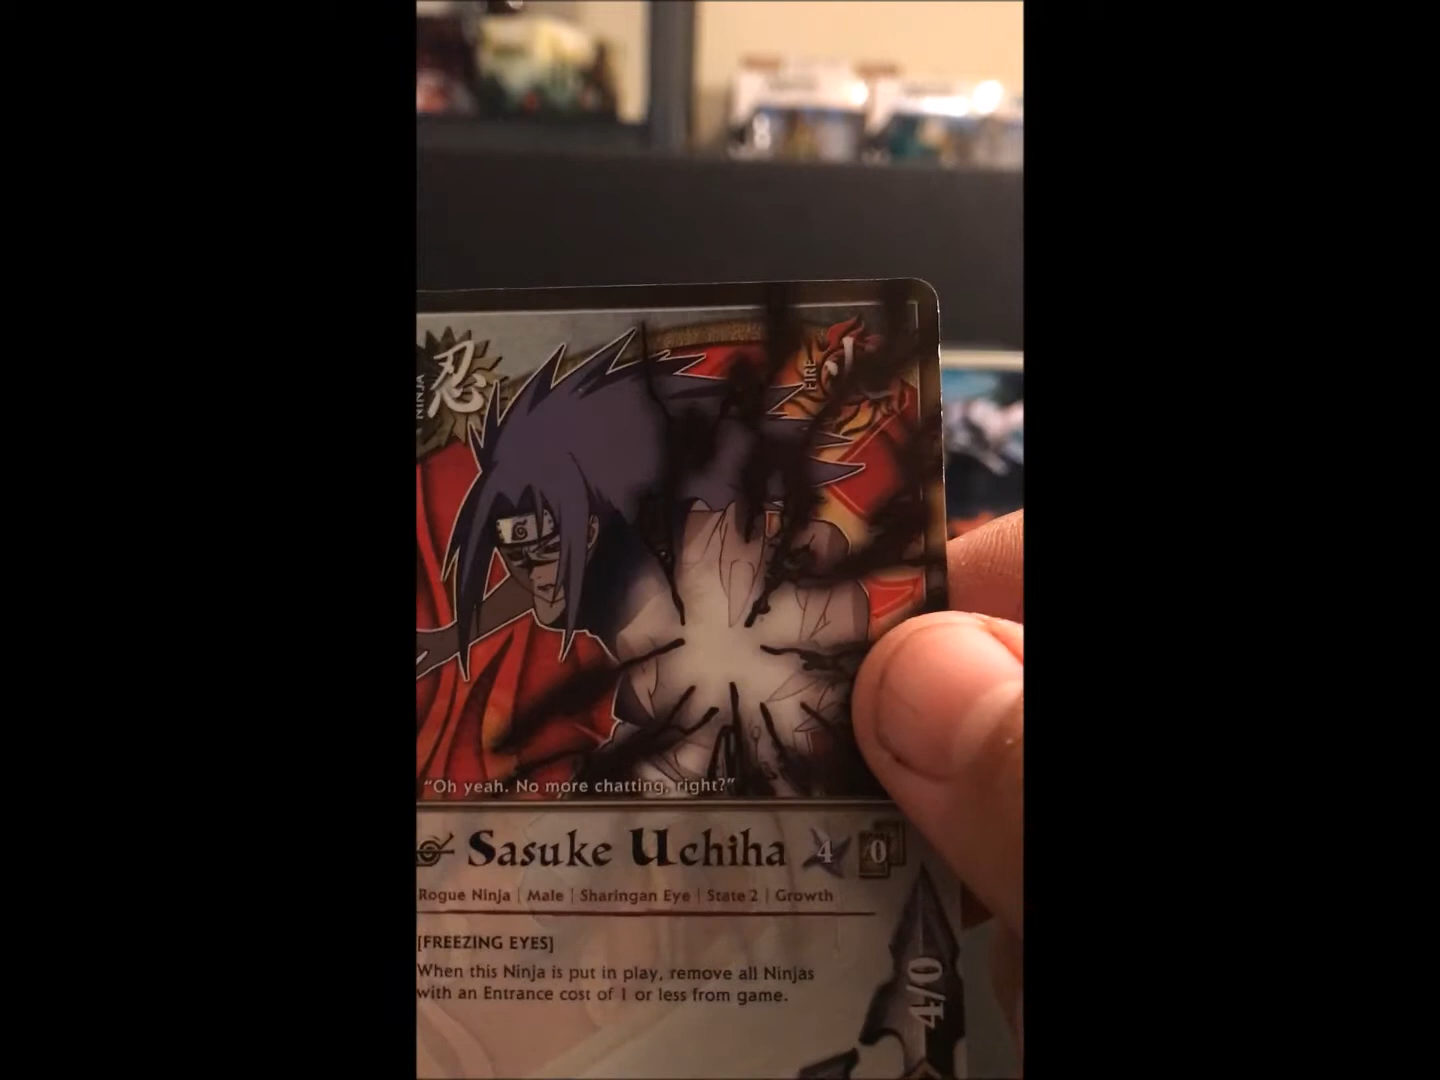 忍
NINJA
FIRE
"Oh yeah. No more chatting, right?"
Sasuke Uchiha 4 0
Rogue Ninja | Male | Sharingan Eye | State 2 | Growth
[FREEZING EYES]
When this Ninja is put in play, remove all Ninjas
with an Entrance cost of 1 or less from game.
4/0